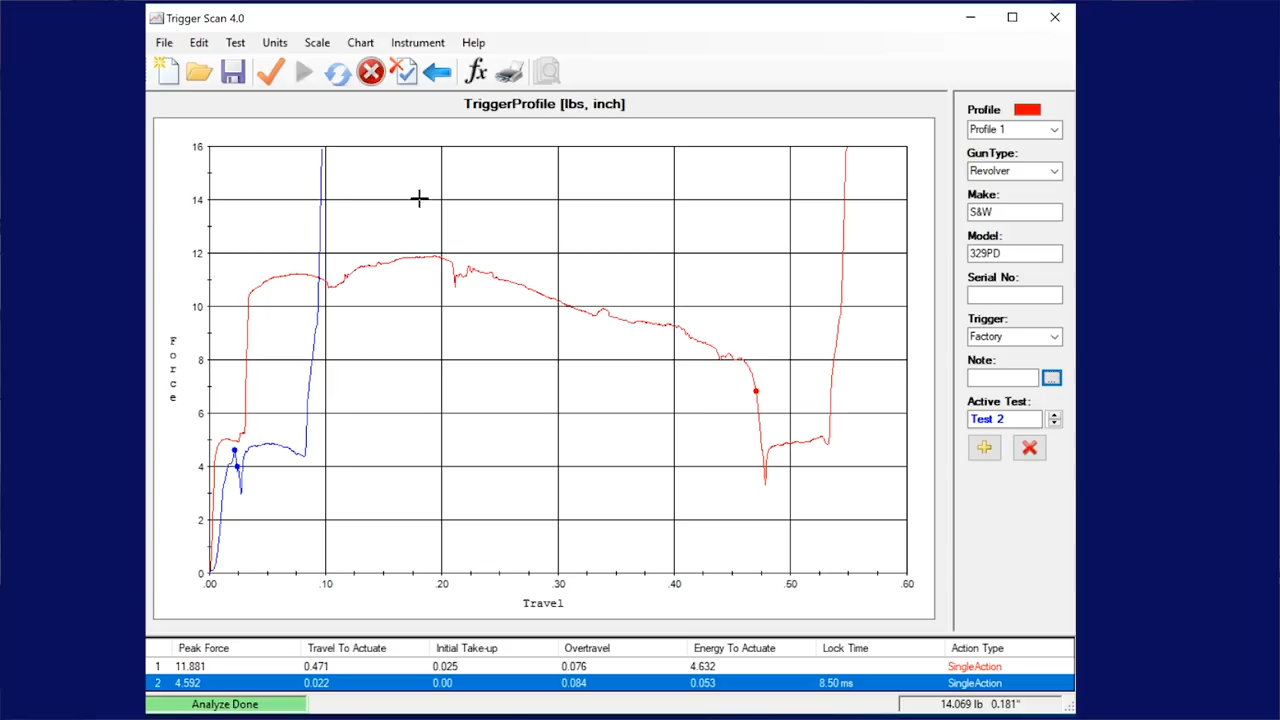 Trigger Scan 4.0
File Edit Test Units Scale Chart Instrument Help
fx
TriggerProfile [lbs, inch]
16
14
12
10
8
6
4
2
0
Force
.00 .10 .20 .30 .40 .50 .60
Travel
Profile
Profile 1
GunType:
Revolver
Make:
S&W
Model:
329PD
Serial No:
Trigger:
Factory
Note:
...
Active Test:
Test 2
Peak Force Travel To Actuate Initial Take-up Overtravel Energy To Actuate Lock Time Action Type
1 11.881 0.471 0.025 0.076 4.632 SingleAction
2 4.592 0.022 0.00 0.084 0.053 8.50 ms SingleAction
Analyze Done 14.069 lb 0.181"